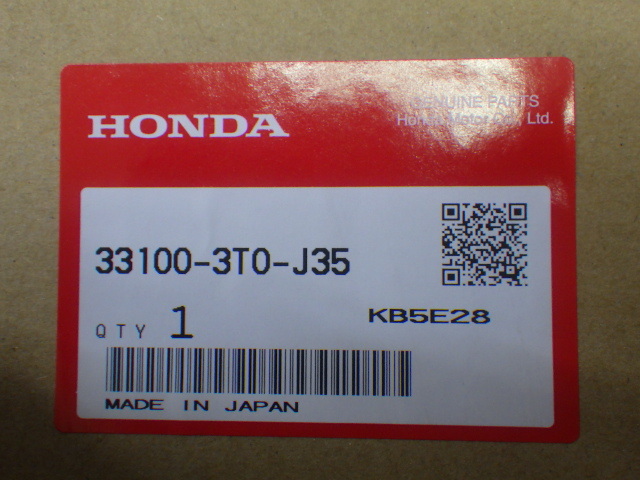 GENUINE PARTS
Honda Motor Co., Ltd.
HONDA
33100-3T0-J35
QTY 1
KB5E28
MADE IN JAPAN